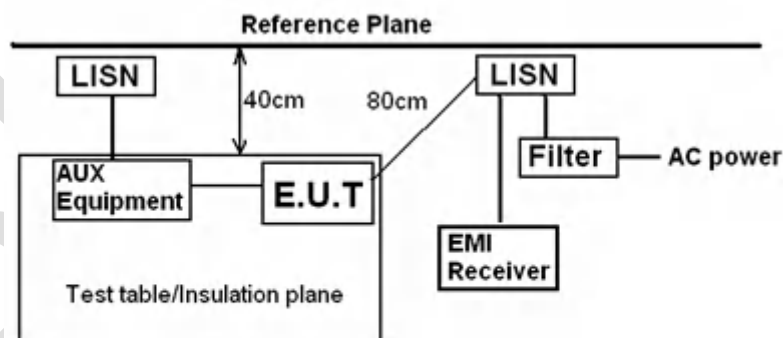 Reference Plane
LISN
40cm
80cm
LISN
Filter
AC power
AUX
Equipment
E.U.T
EMI
Receiver
Test table/Insulation plane